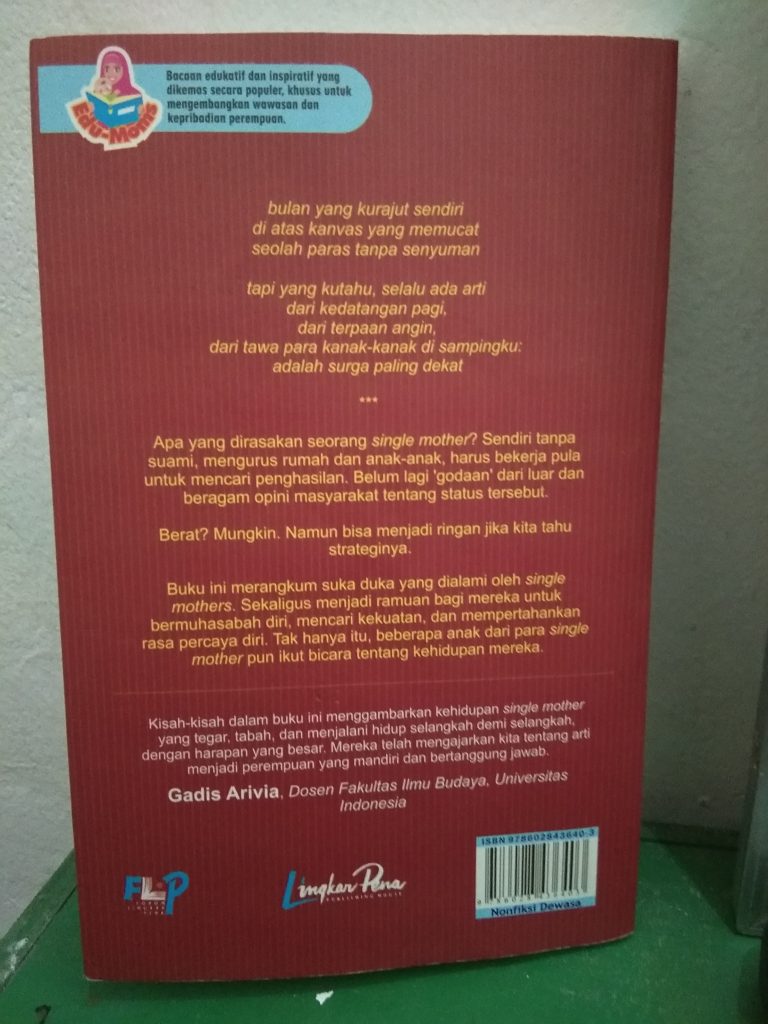 Edu-Moms
Bacaan edukatif dan inspiratif yang
dikemas secara populer, khusus untuk
mengembangkan wawasan dan
kepribadian perempuan.
bulan yang kurajut sendiri
di atas kanvas yang memucat
seolah paras tanpa senyuman
tapi yang kutahu, selalu ada arti
dari kedatangan pagi,
dari terpaan angin,
dari tawa para kanak-kanak di sampingku:
adalah surga paling dekat
***
Apa yang dirasakan seorang single mother? Sendiri tanpa
suami, mengurus rumah dan anak-anak, harus bekerja pula
untuk mencari penghasilan. Belum lagi 'godaan' dari luar dan
beragam opini masyarakat tentang status tersebut.
Berat? Mungkin. Namun bisa menjadi ringan jika kita tahu
strateginya.
Buku ini merangkum suka duka yang dialami oleh single
mothers. Sekaligus menjadi ramuan bagi mereka untuk
bermuhasabah diri, mencari kekuatan, dan mempertahankan
rasa percaya diri. Tak hanya itu, beberapa anak dari para single
mother pun ikut bicara tentang kehidupan mereka.
Kisah-kisah dalam buku ini menggambarkan kehidupan single mother
yang tegar, tabah, dan menjalani hidup selangkah demi selangkah,
dengan harapan yang besar. Mereka telah mengajarkan kita tentang arti
menjadi perempuan yang mandiri dan bertanggung jawab.
Gadis Arivia, Dosen Fakultas Ilmu Budaya, Universitas
Indonesia
FLP
FORUM
LINGKAR
PENA
Lingkar Pena
PUBLISHING HOUSE
ISBN 978602843640-3
Nonfiksi Dewasa